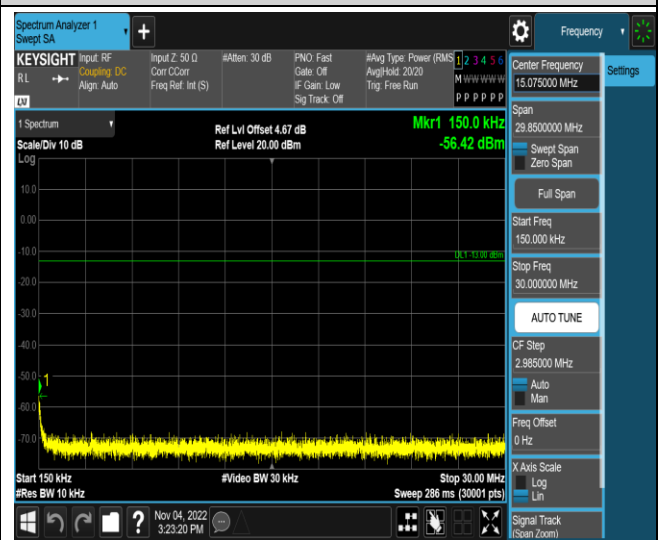 Spectrum Analyzer 1
Swept SA
+
Frequency
KEYSIGHT
RL
Input: RF
Coupling: DC
Align: Auto
Input Z: 50 Ω
Corr CCorr
Freq Ref: Int (S)
#Atten: 30 dB
PNO: Fast
Gate: Off
IF Gain: Low
Sig Track: Off
#Avg Type: Power (RMS
Avg|Hold: 20/20
Trig: Free Run
1 2 3 4 5 6
M W W W W W
P P P P P P
1 Spectrum
Scale/Div 10 dB
Ref Lvl Offset 4.67 dB
Ref Level 20.00 dBm
Mkr1 150.0 kHz
-56.42 dBm
Log
10.0
0.00
-10.0
DL1 -13.00 dBm
-20.0
-30.0
-40.0
-50.0
1
-60.0
-70.0
Start 150 kHz
#Video BW 30 kHz
Stop 30.00 MHz
#Res BW 10 kHz
Sweep 286 ms (30001 pts)
?
Nov 04, 2022
3:23:20 PM
Center Frequency
15.075000 MHz
Span
29.8500000 MHz
Swept Span
Zero Span
Full Span
Start Freq
150.000 kHz
Stop Freq
30.000000 MHz
AUTO TUNE
CF Step
2.985000 MHz
Auto
Man
Freq Offset
0 Hz
X Axis Scale
Log
Lin
Signal Track
(Span Zoom)
Settings